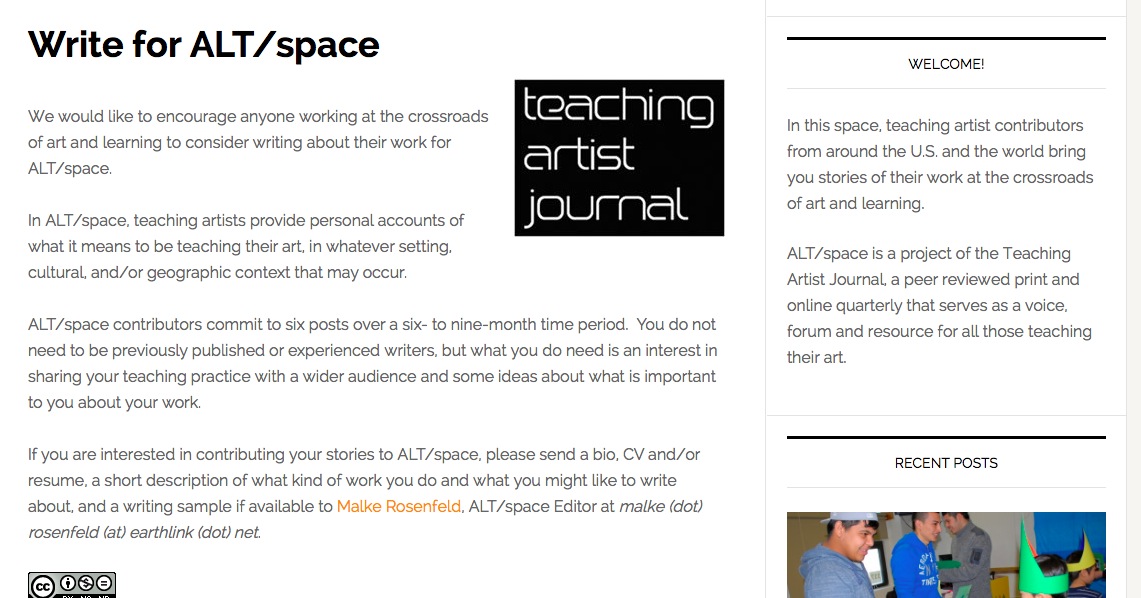 Write for ALT/space
We would like to encourage anyone working at the crossroads
of art and learning to consider writing about their work for
ALT/space.
teaching
artist
journal
In ALT/space, teaching artists provide personal accounts of
what it means to be teaching their art, in whatever setting,
cultural, and/or geographic context that may occur.
ALT/space contributors commit to six posts over a six- to nine-month time period.  You do not
need to be previously published or experienced writers, but what you do need is an interest in
sharing your teaching practice with a wider audience and some ideas about what is important
to you about your work.
If you are interested in contributing your stories to ALT/space, please send a bio, CV and/or
resume, a short description of what kind of work you do and what you might like to write
about, and a writing sample if available to Malke Rosenfeld, ALT/space Editor at malke (dot)
rosenfeld (at) earthlink (dot) net.
cc
WELCOME!
In this space, teaching artist contributors
from around the U.S. and the world bring
you stories of their work at the crossroads
of art and learning.
ALT/space is a project of the Teaching
Artist Journal, a peer reviewed print and
online quarterly that serves as a voice,
forum and resource for all those teaching
their art.
RECENT POSTS